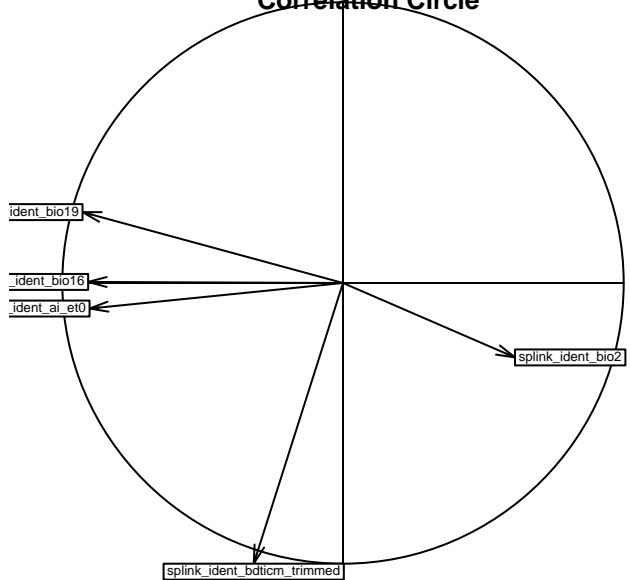 Correlation Circle
ident_bio19
_ident_bio16
_ident_ai_et0
splink_ident_bio2
splink_ident_bdticm_trimmed